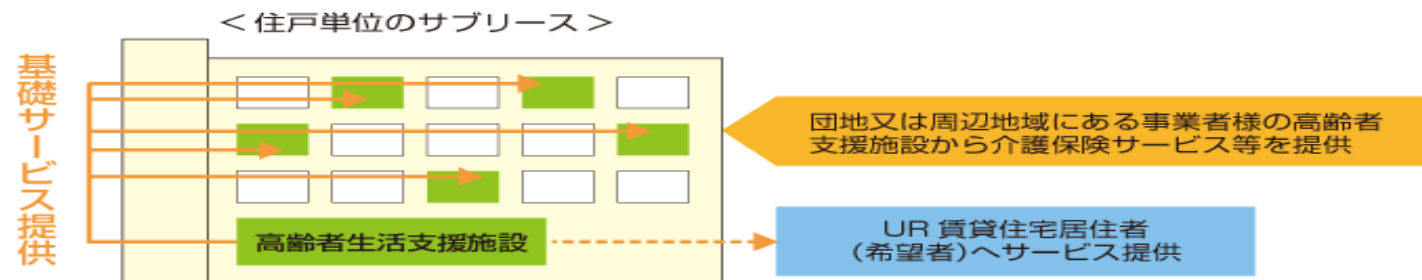 ＜住戸単位のサブリース＞
基礎サービス提供
団地又は周辺地域にある事業者様の高齢者
支援施設から介護保険サービス等を提供
高齢者生活支援施設
UR 賃貸住宅居住者
(希望者)へサービス提供